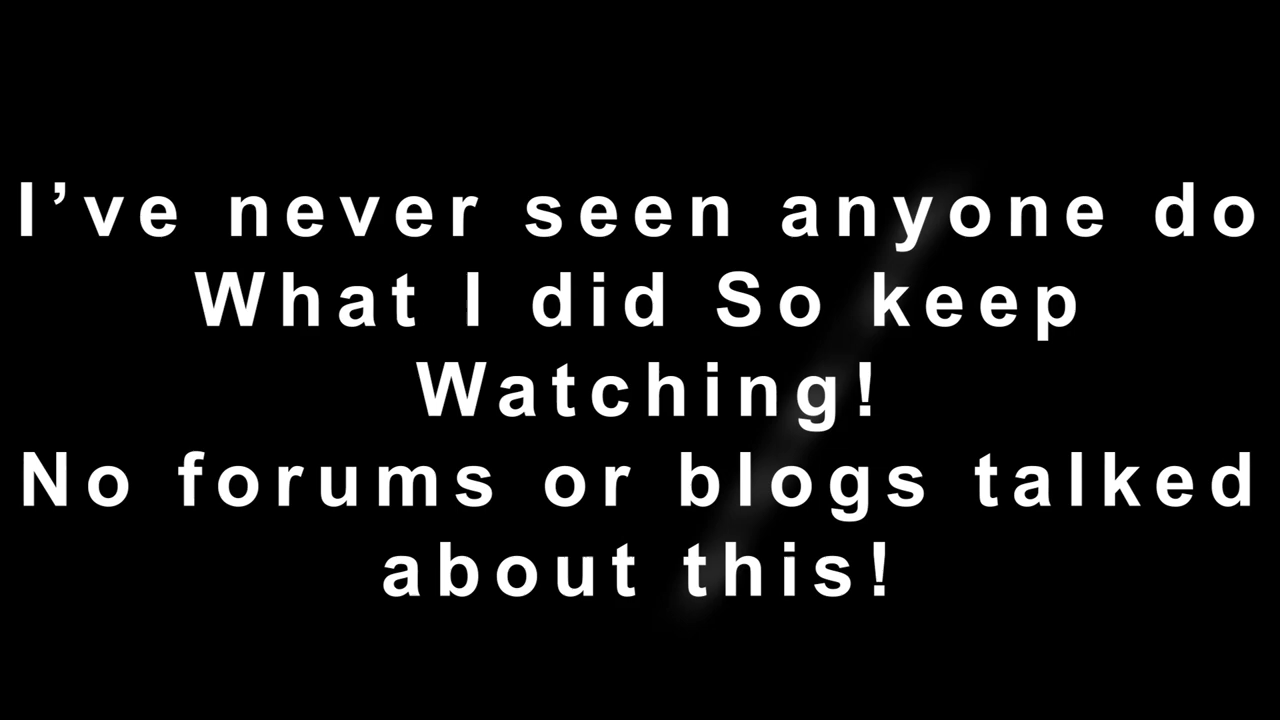 I’ve never seen anyone do
What I did So keep
Watching!
No forums or blogs talked
about this!